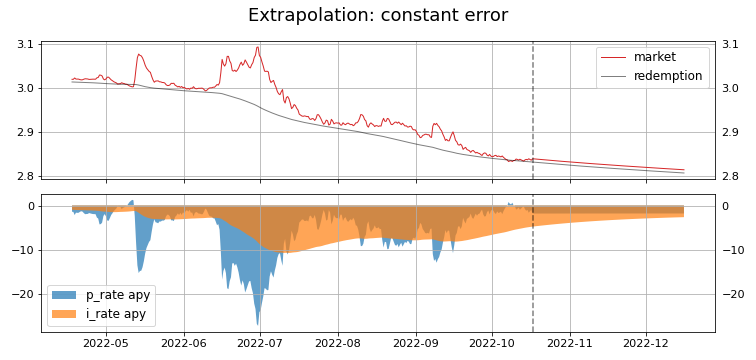 Extrapolation: constant error
3.1
3.0
2.9
2.8
3.1
3.0
2.9
2.8
market
redemption
0
−10
−20
0
−10
−20
p_rate apy
i_rate apy
2022-05 2022-06 2022-07 2022-08 2022-09 2022-10 2022-11 2022-12